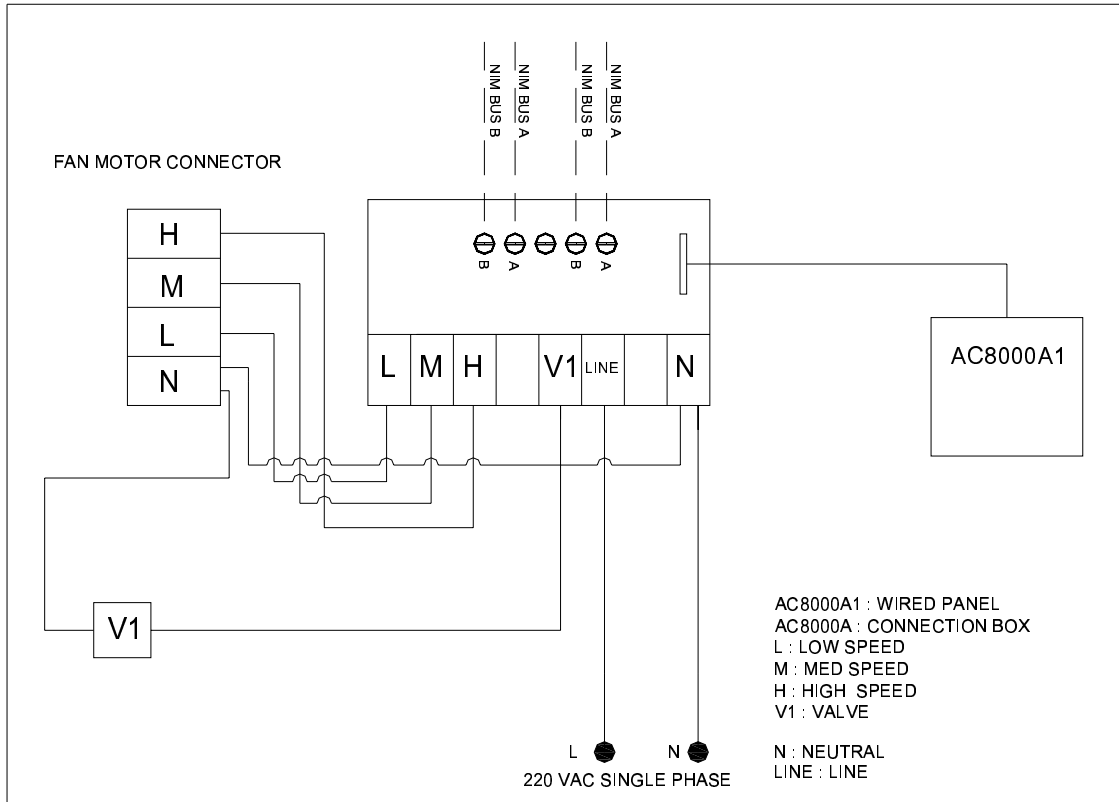 NIM BUS B
NIM BUS A
NIM BUS B
NIM BUS A
FAN MOTOR CONNECTOR
H
M
L
N
B
A
B
A
L
M
H
V1
LINE
N
AC8000A1
V1
AC8000A1 : WIRED PANEL
AC8000A : CONNECTION BOX
L : LOW SPEED
M : MED SPEED
H : HIGH SPEED
V1 : VALVE
N : NEUTRAL
LINE : LINE
L
N
220 VAC SINGLE PHASE